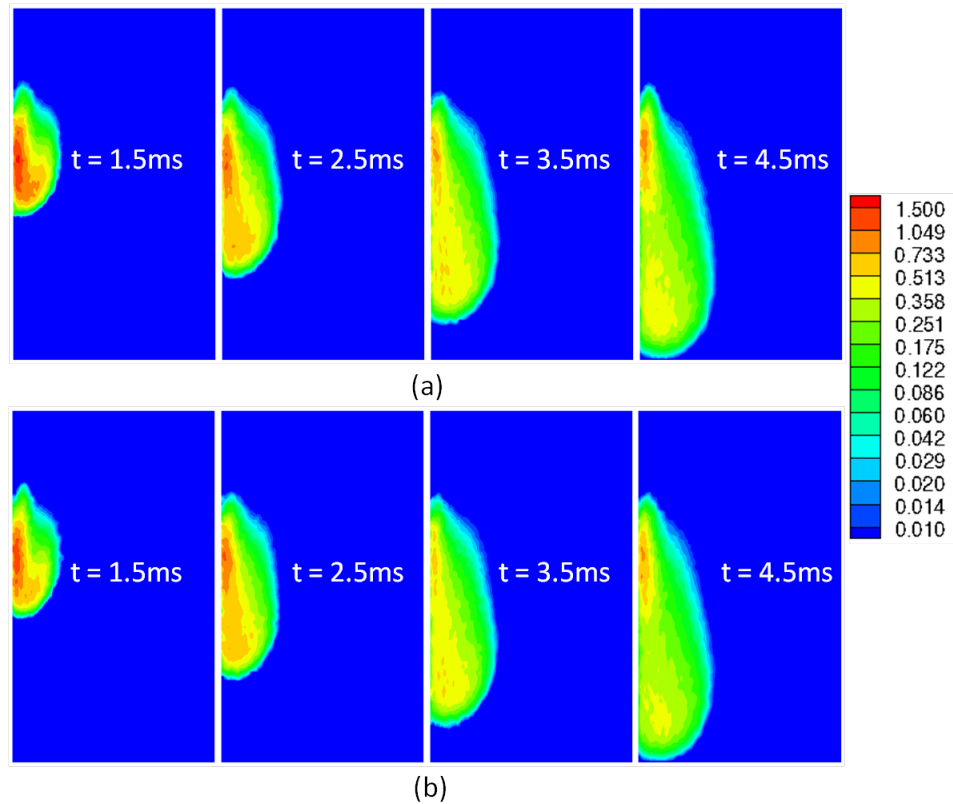 t = 1.5ms
t = 2.5ms
t = 3.5ms
t = 4.5ms
(a)
1.500
1.049
0.733
0.513
0.358
0.251
0.175
0.122
0.086
0.060
0.042
0.029
0.020
0.014
0.010
t = 1.5ms
t = 2.5ms
t = 3.5ms
t = 4.5ms
(b)